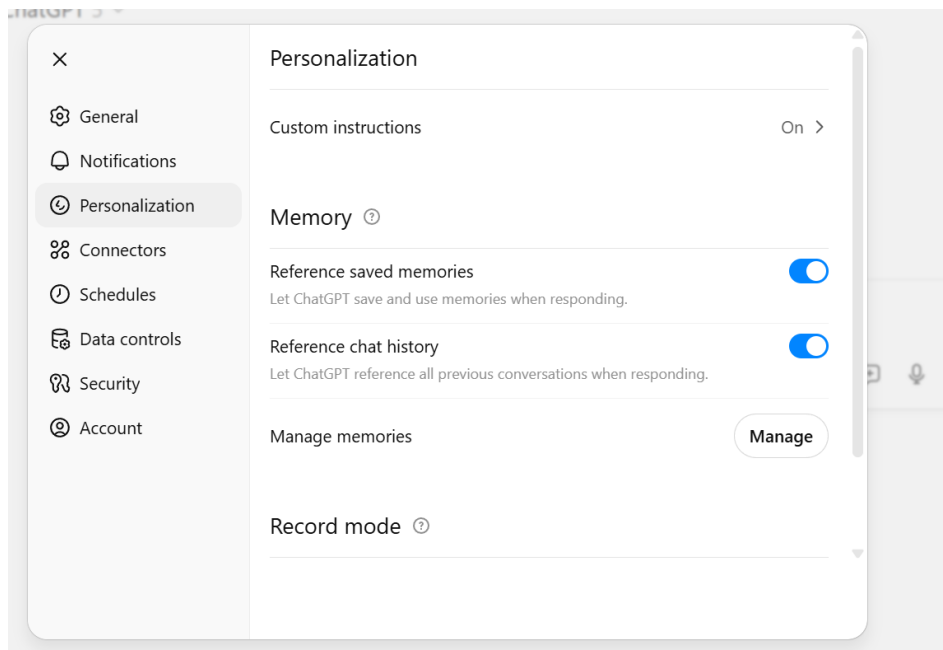 ChatGPT 5
Personalization
General
Notifications
Personalization
Connectors
Schedules
Data controls
Security
Account
Custom instructions
On
Memory
Reference saved memories
Let ChatGPT save and use memories when responding.
Reference chat history
Let ChatGPT reference all previous conversations when responding.
Manage memories
Manage
Record mode